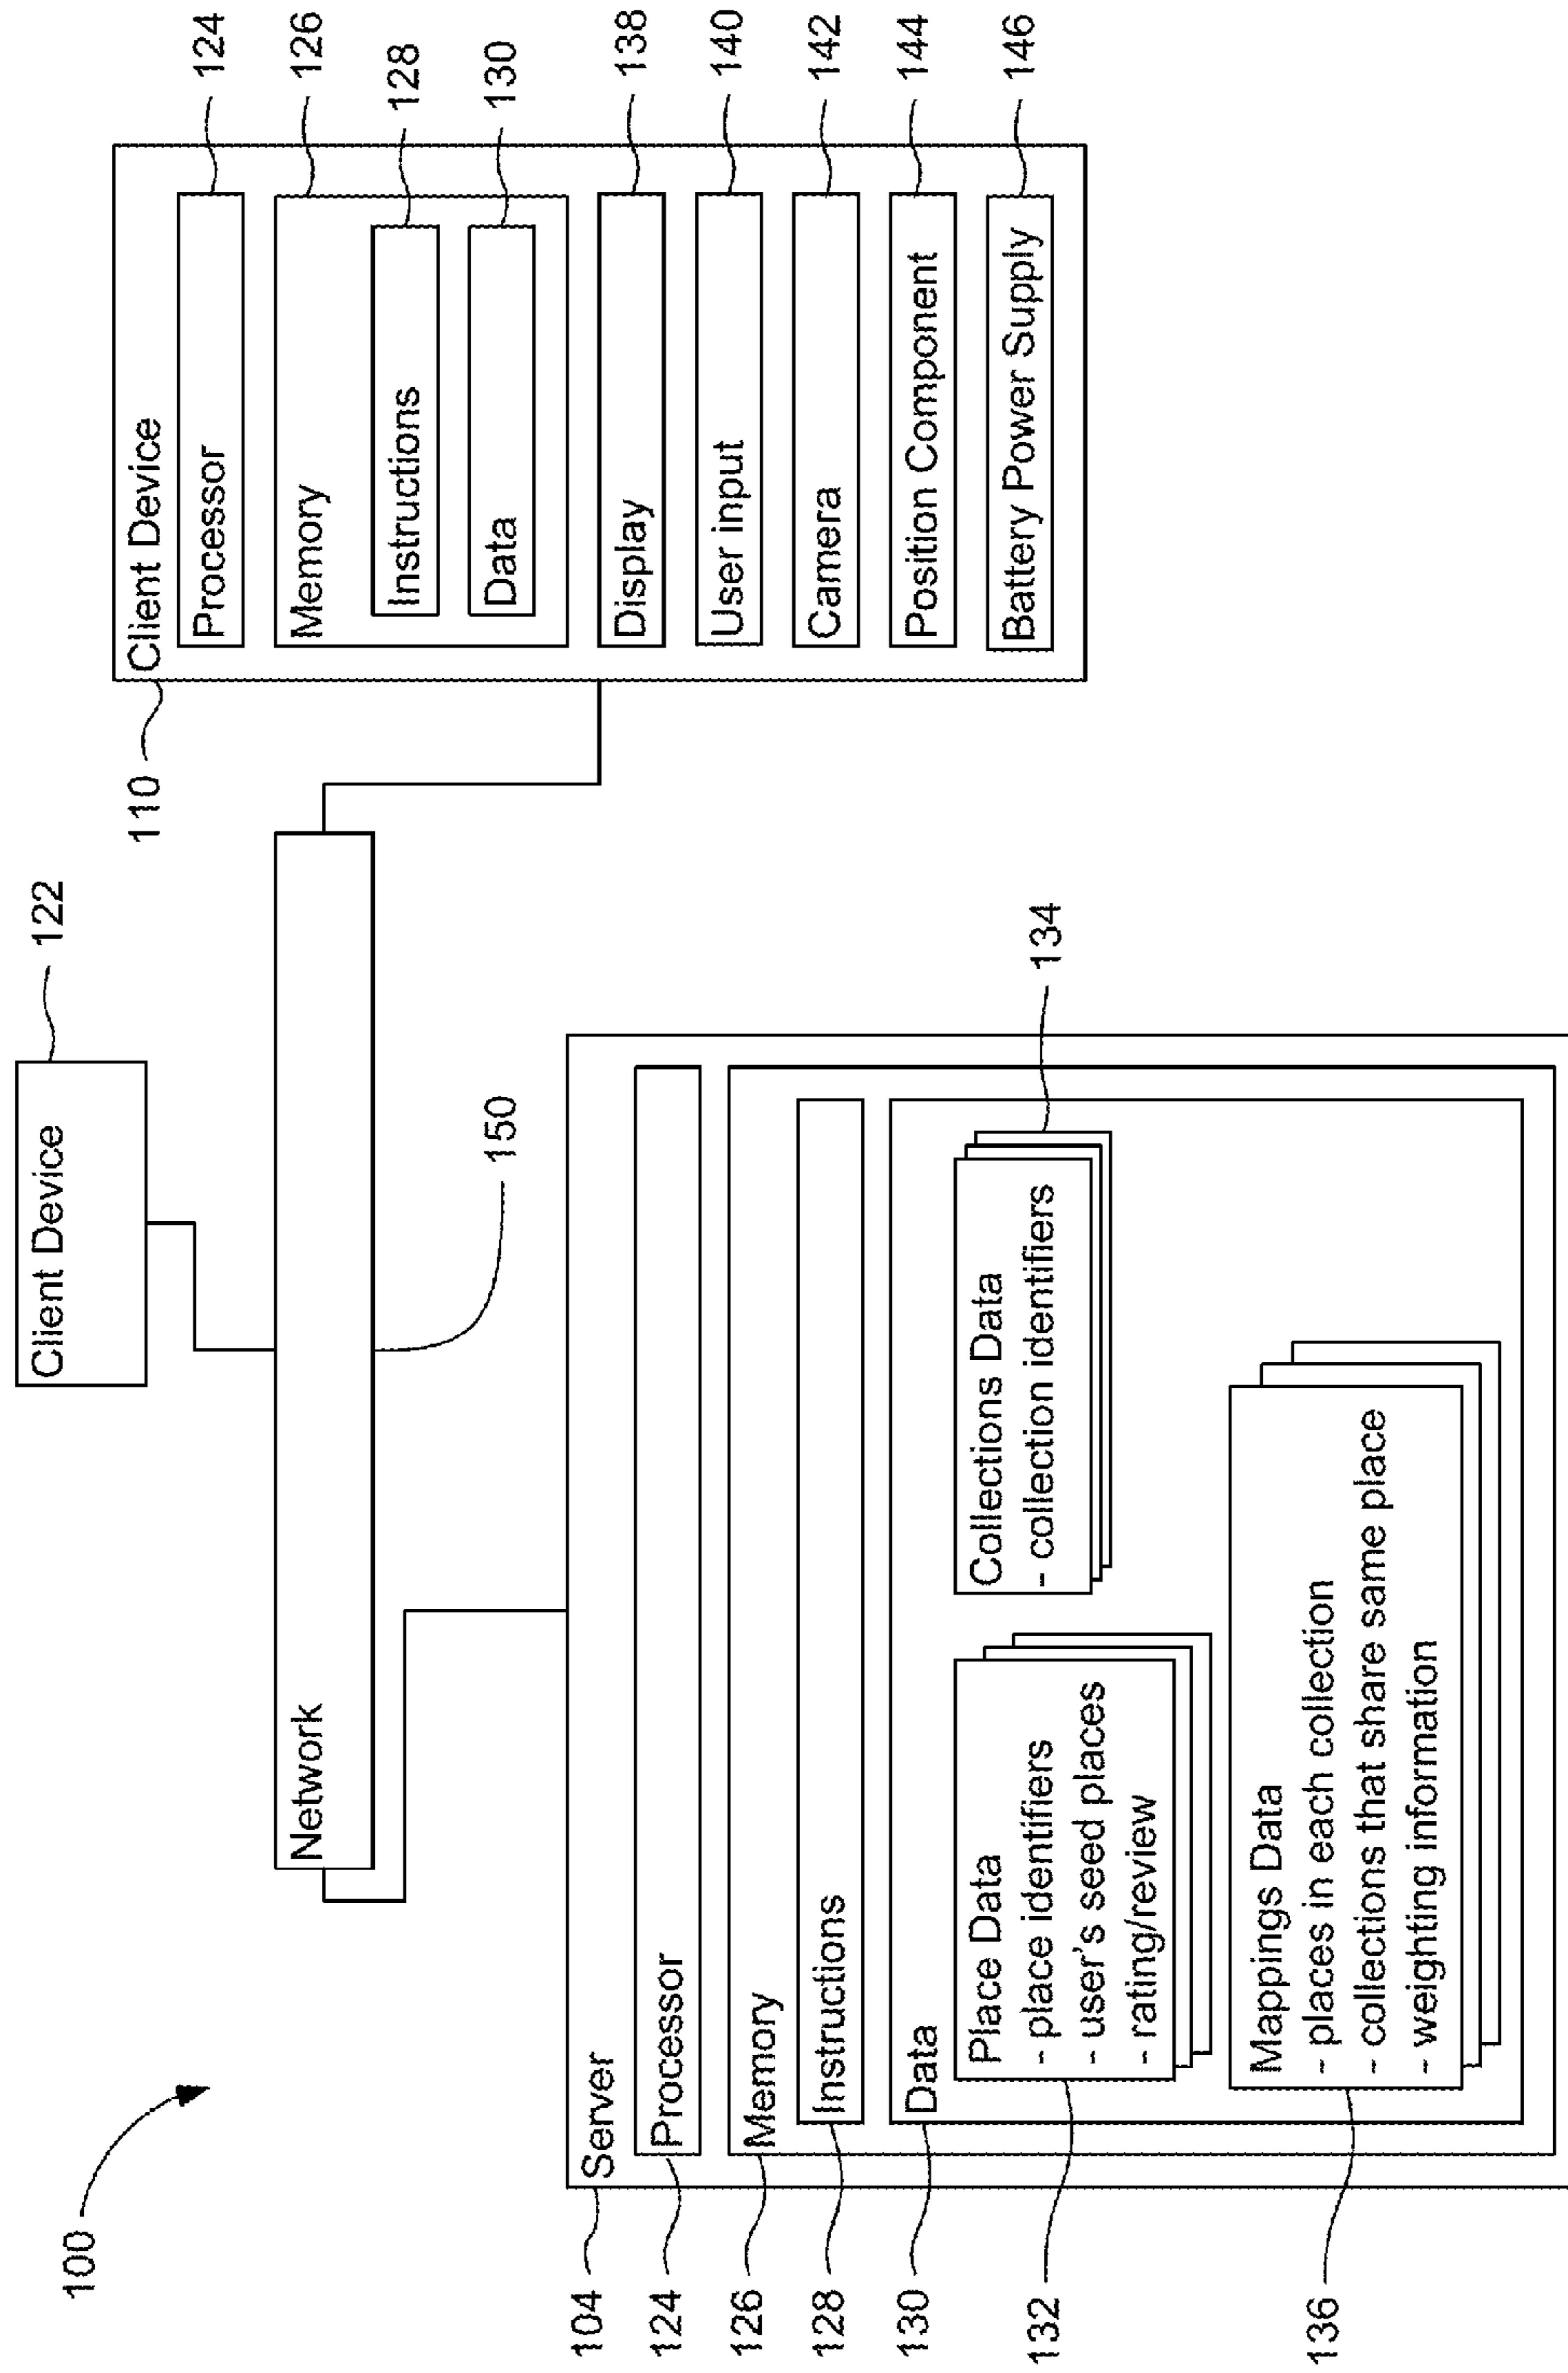 100
Client Device
122
Network
150
110
Client Device
Processor
124
Memory
126
Instructions
128
Data
130
Display
138
User input
140
Camera
142
Position Component
144
Battery Power Supply
146
104
Server
124
Processor
126
Memory
128
Instructions
130
Data
132
Place Data
- place identifiers
- user's seed places
- rating/review
Collections Data
- collection identifiers
134
136
Mappings Data
- places in each collection
- collections that share same place
- weighting information